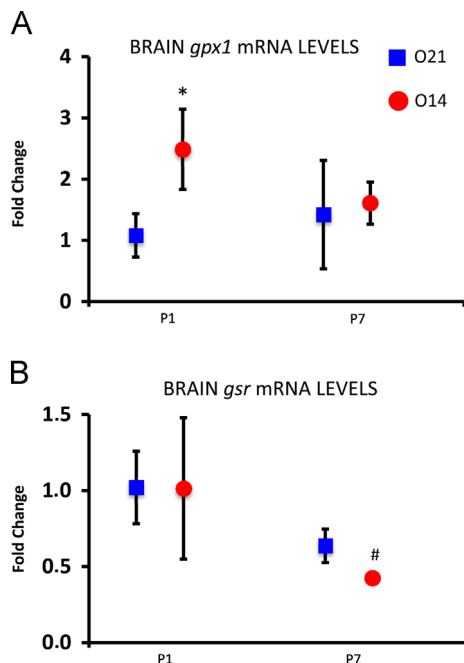 A
BRAIN gpx1 mRNA LEVELS
O21
O14
*
Fold Change
4
3
2
1
0
P1 P7
B
BRAIN gsr mRNA LEVELS
Fold Change
1.5
1.0
0.5
0.0
#
P1 P7